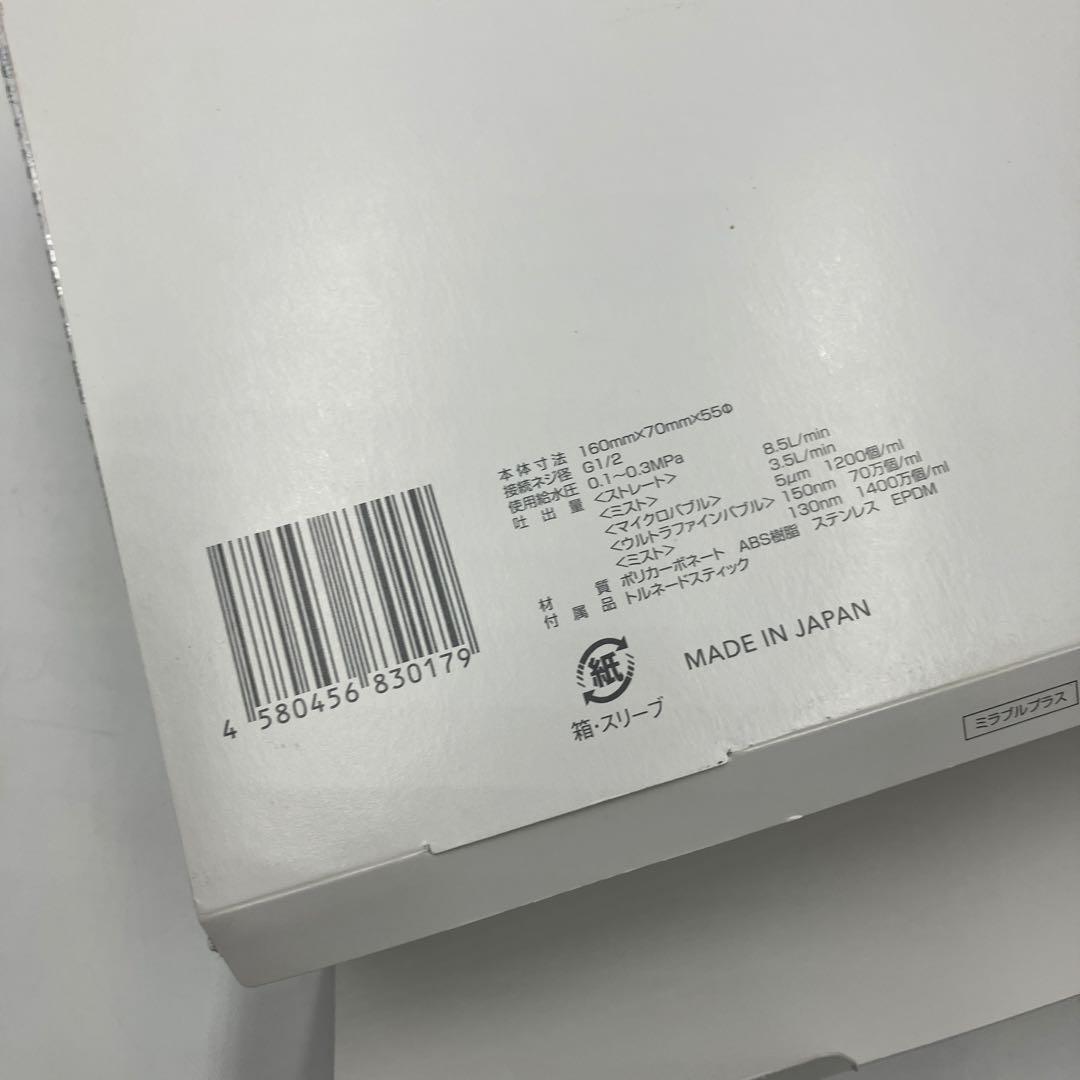 本体寸法 160mm×70mm×55Φ
接続ネジ径 G1/2
使用給水圧 0.1～0.3MPa
吐出量 <ストレート> 8.5L/min
<ミスト> 3.5L/min
<マイクロバブル> 5μm 1200個/ml
<ウルトラファインバブル> 150nm 70万個/ml
<ミスト> 130nm 1400万個/ml
材質 ポリカーボネート ABS樹脂 ステンレス EPDM
付属品 トルネードスティック
紙
箱・スリーブ
MADE IN JAPAN
4 580456 830179
ミラブルプラス